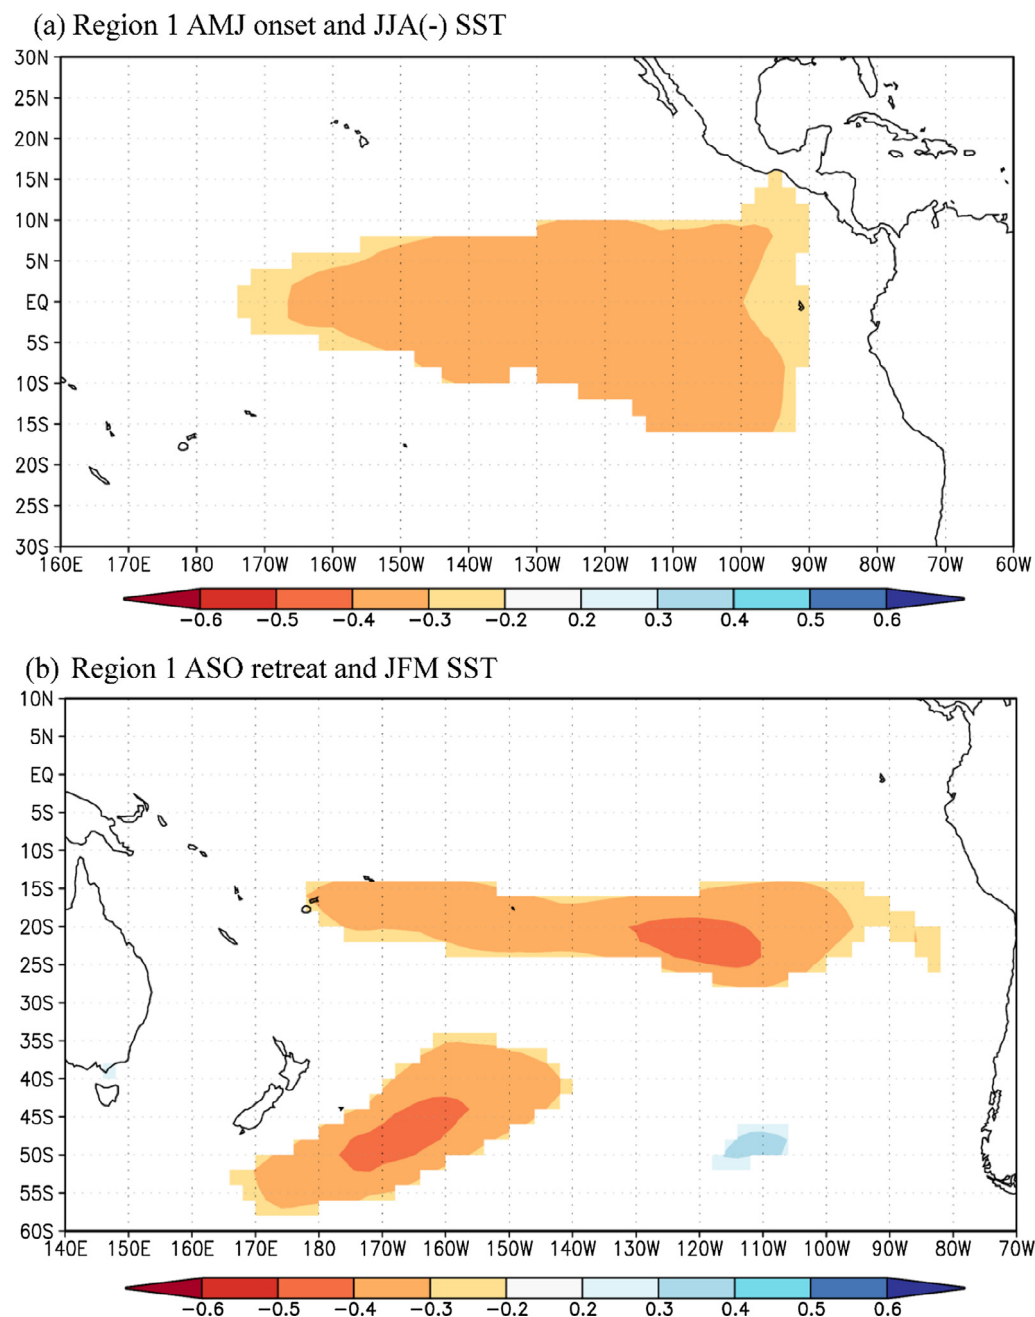 (a) Region 1 AMJ onset and JJA(-) SST
30N
25N
20N
15N
10N
5N
EQ
5S
10S
15S
20S
25S
30S
160E 170E 180 170W 160W 150W 140W 130W 120W 110W 100W 90W 80W 70W 60W
−0.6 −0.5 −0.4 −0.3 −0.2 0.2 0.3 0.4 0.5 0.6
(b) Region 1 ASO retreat and JFM SST
10N
5N
EQ
5S
10S
15S
20S
25S
30S
35S
40S
45S
50S
55S
60S
140E 150E 160E 170E 180 170W 160W 150W 140W 130W 120W 110W 100W 90W 80W 70W
−0.6 −0.5 −0.4 −0.3 −0.2 0.2 0.3 0.4 0.5 0.6